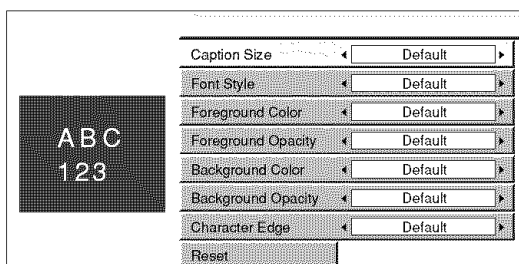 ABC
123
Caption Size Default
Font Style Default
Foreground Color Default
Foreground Opacity Default
Background Color Default
Background Opacity Default
Character Edge Default
Reset